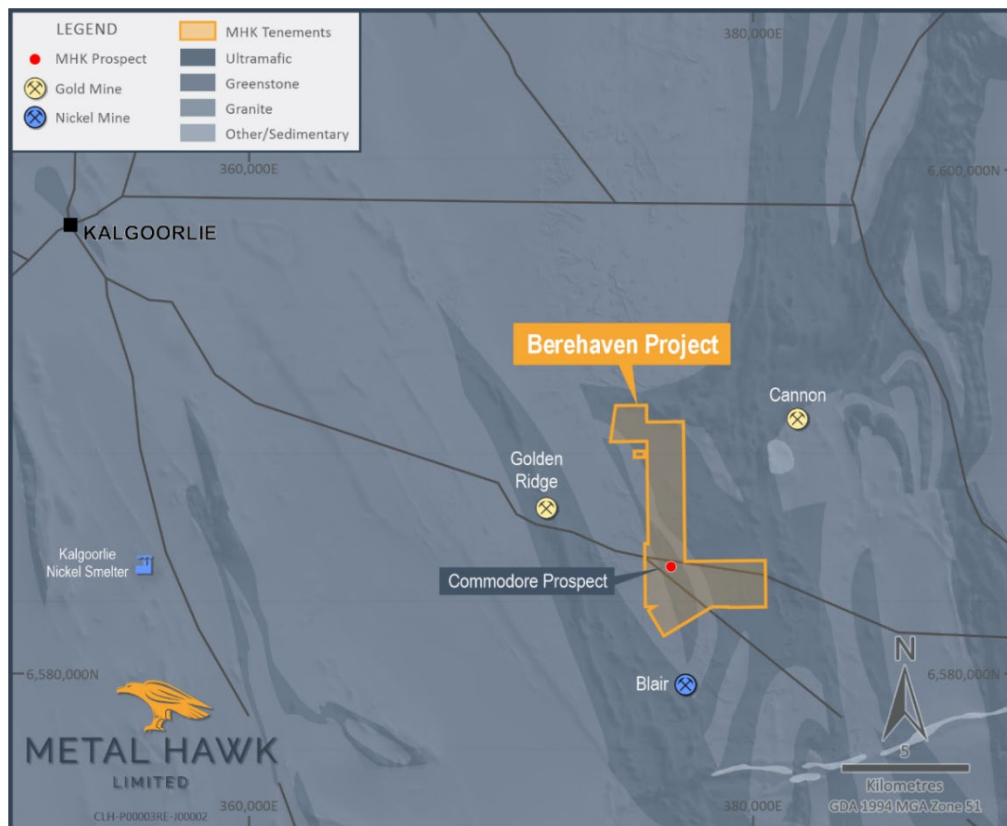 LEGEND
MHK Prospect
Gold Mine
Nickel Mine
MHK Tenements
Ultramafic
Greenstone
Granite
Other/Sedimentary
380,000E
360,000E
6,600,000N
KALGOORLIE
Berehaven Project
Cannon
Golden
Ridge
Kalgoorlie
Nickel Smelter
Commodore Prospect
6,580,000N
Blair
6,580,000N
N
METAL HAWK
LIMITED
5
Kilometres
GDA 1994 MGA Zone 51
360,000E
380,000E
CLH-P00003RE-J00002